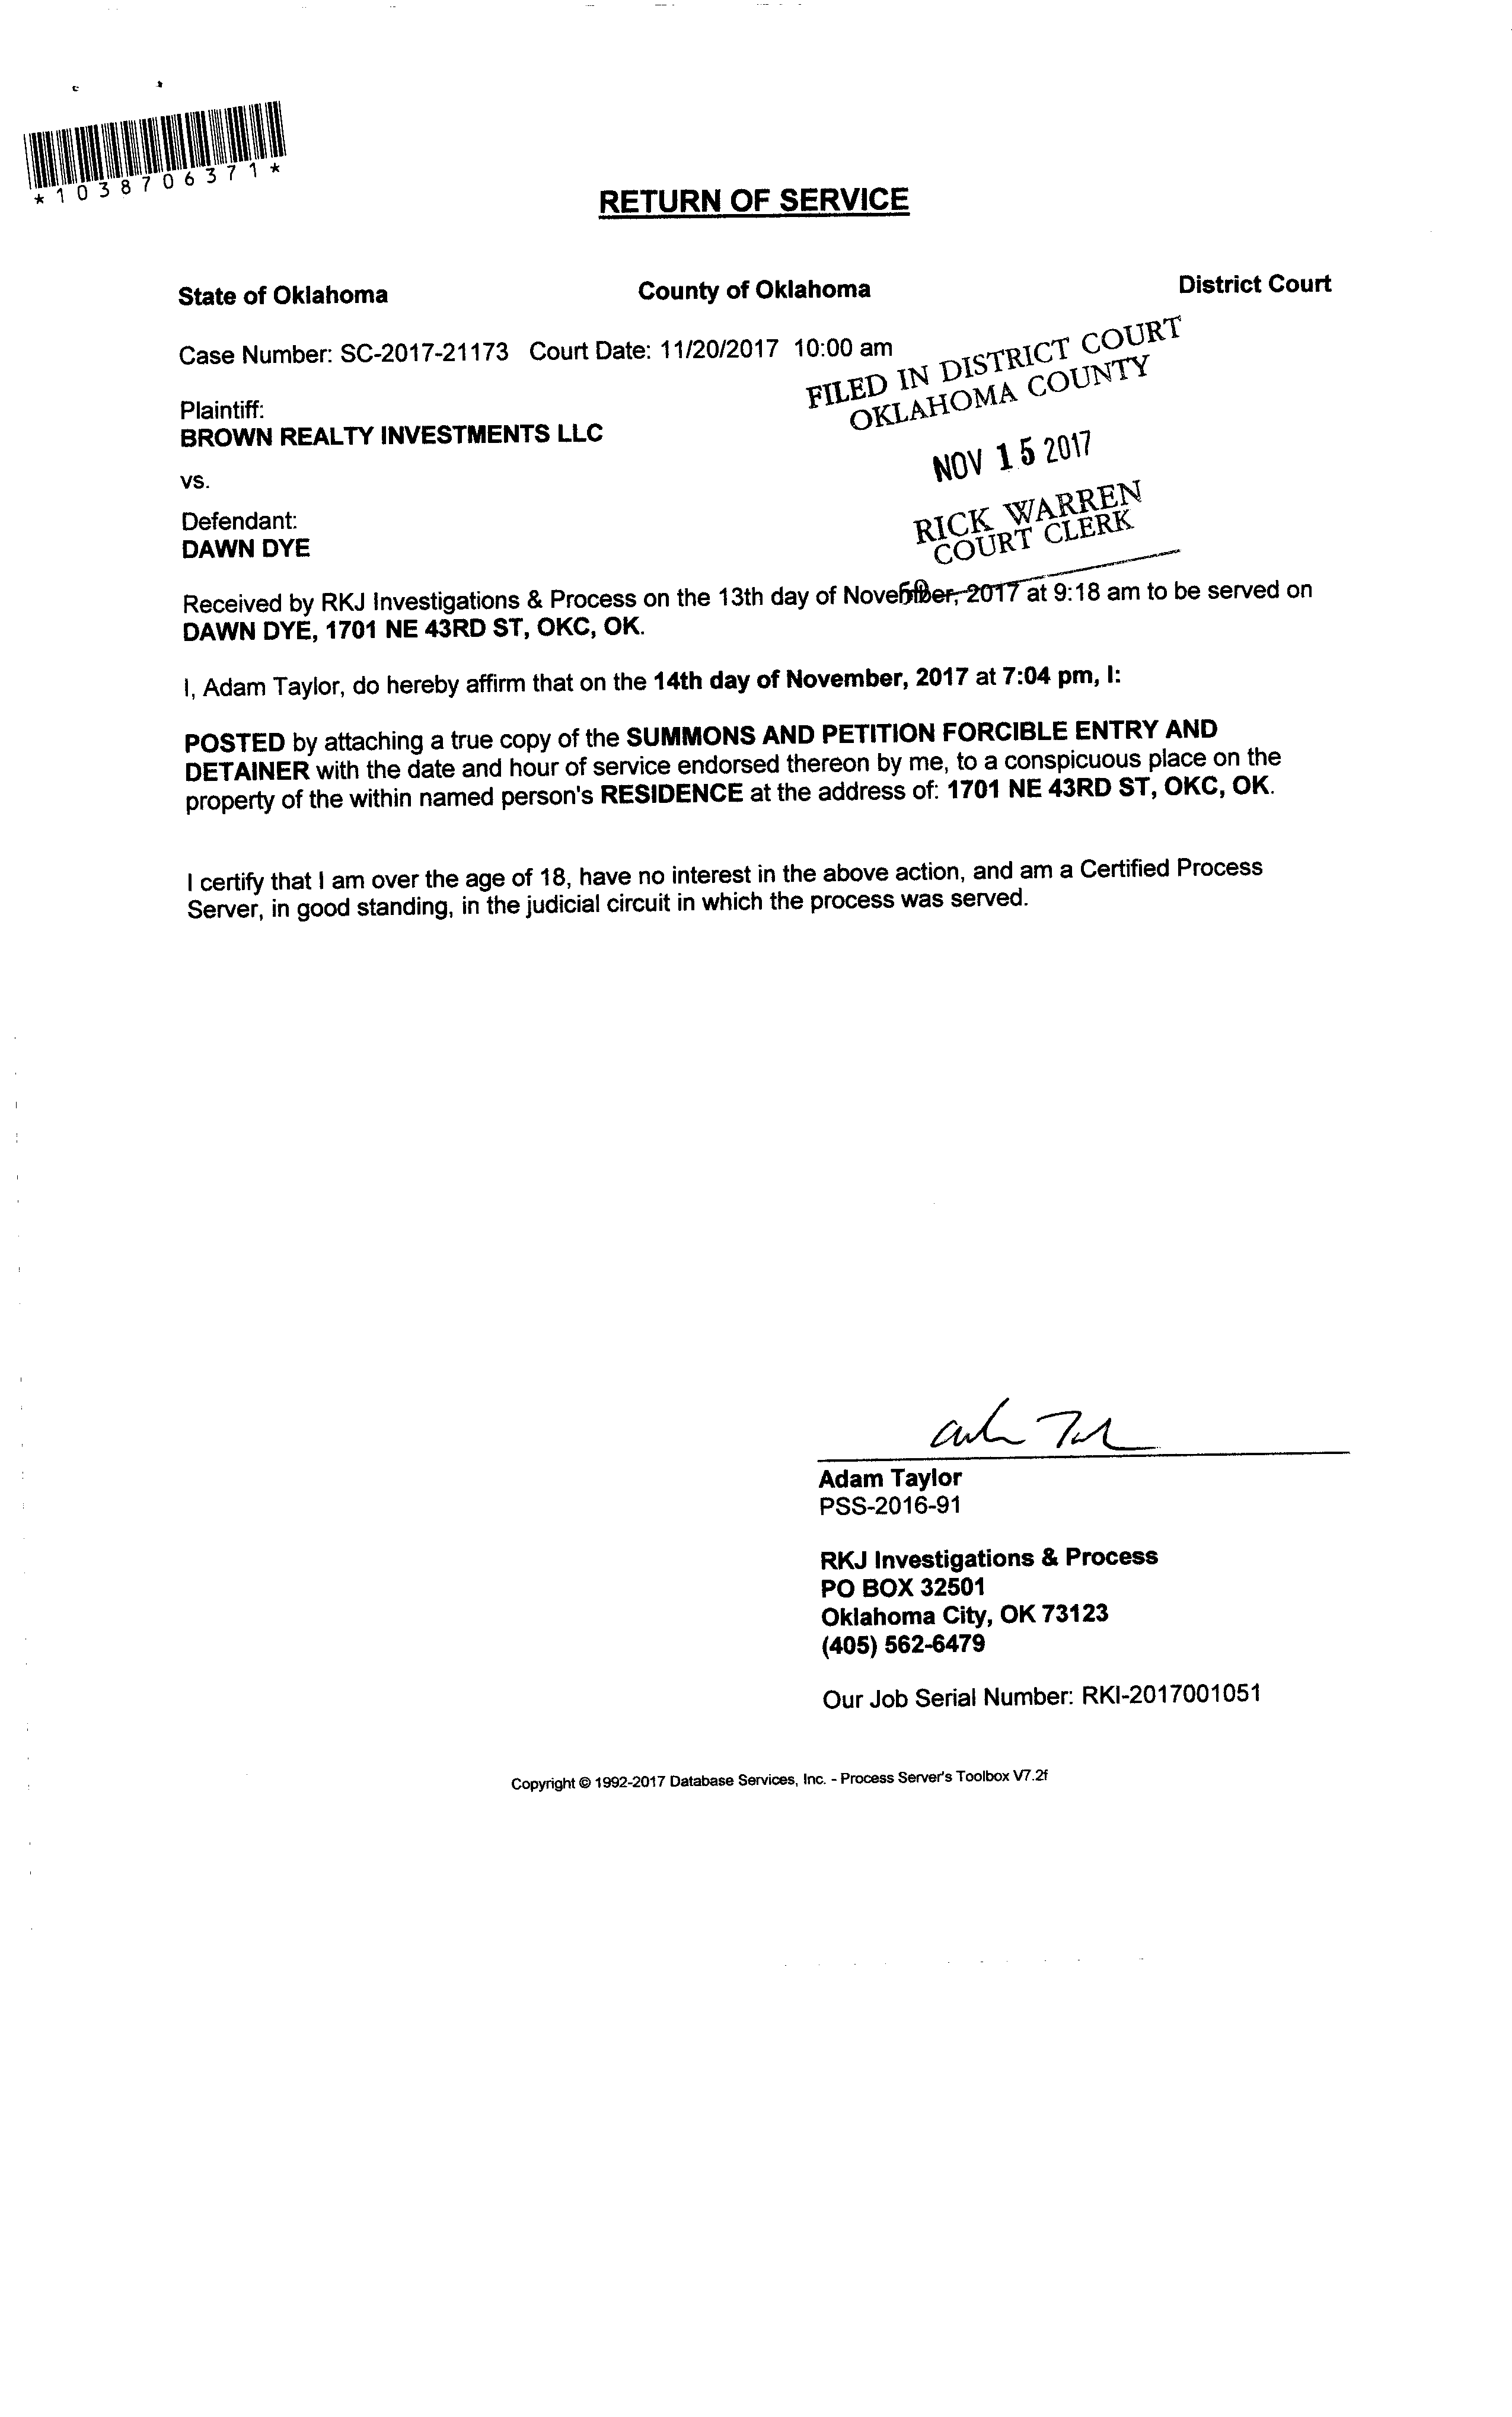 *1038706371*
RETURN OF SERVICE
State of Oklahoma County of Oklahoma District Court
Case Number: SC-2017-21173 Court Date: 11/20/2017 10:00 am
FILED IN DISTRICT COURT
OKLAHOMA COUNTY
Plaintiff:
BROWN REALTY INVESTMENTS LLC
NOV 15 2017
vs.
RICK WARREN
COURT CLERK
Defendant:
DAWN DYE
Received by RKJ Investigations & Process on the 13th day of November, 2017 at 9:18 am to be served on
DAWN DYE, 1701 NE 43RD ST, OKC, OK.
I, Adam Taylor, do hereby affirm that on the 14th day of November, 2017 at 7:04 pm, I:
POSTED by attaching a true copy of the SUMMONS AND PETITION FORCIBLE ENTRY AND
DETAINER with the date and hour of service endorsed thereon by me, to a conspicuous place on the
property of the within named person's RESIDENCE at the address of: 1701 NE 43RD ST, OKC, OK.
I certify that I am over the age of 18, have no interest in the above action, and am a Certified Process
Server, in good standing, in the judicial circuit in which the process was served.
Adam Taylor
PSS-2016-91
RKJ Investigations & Process
PO BOX 32501
Oklahoma City, OK 73123
(405) 562-6479
Our Job Serial Number: RKI-2017001051
Copyright © 1992-2017 Database Services, Inc. - Process Server's Toolbox V7.2f